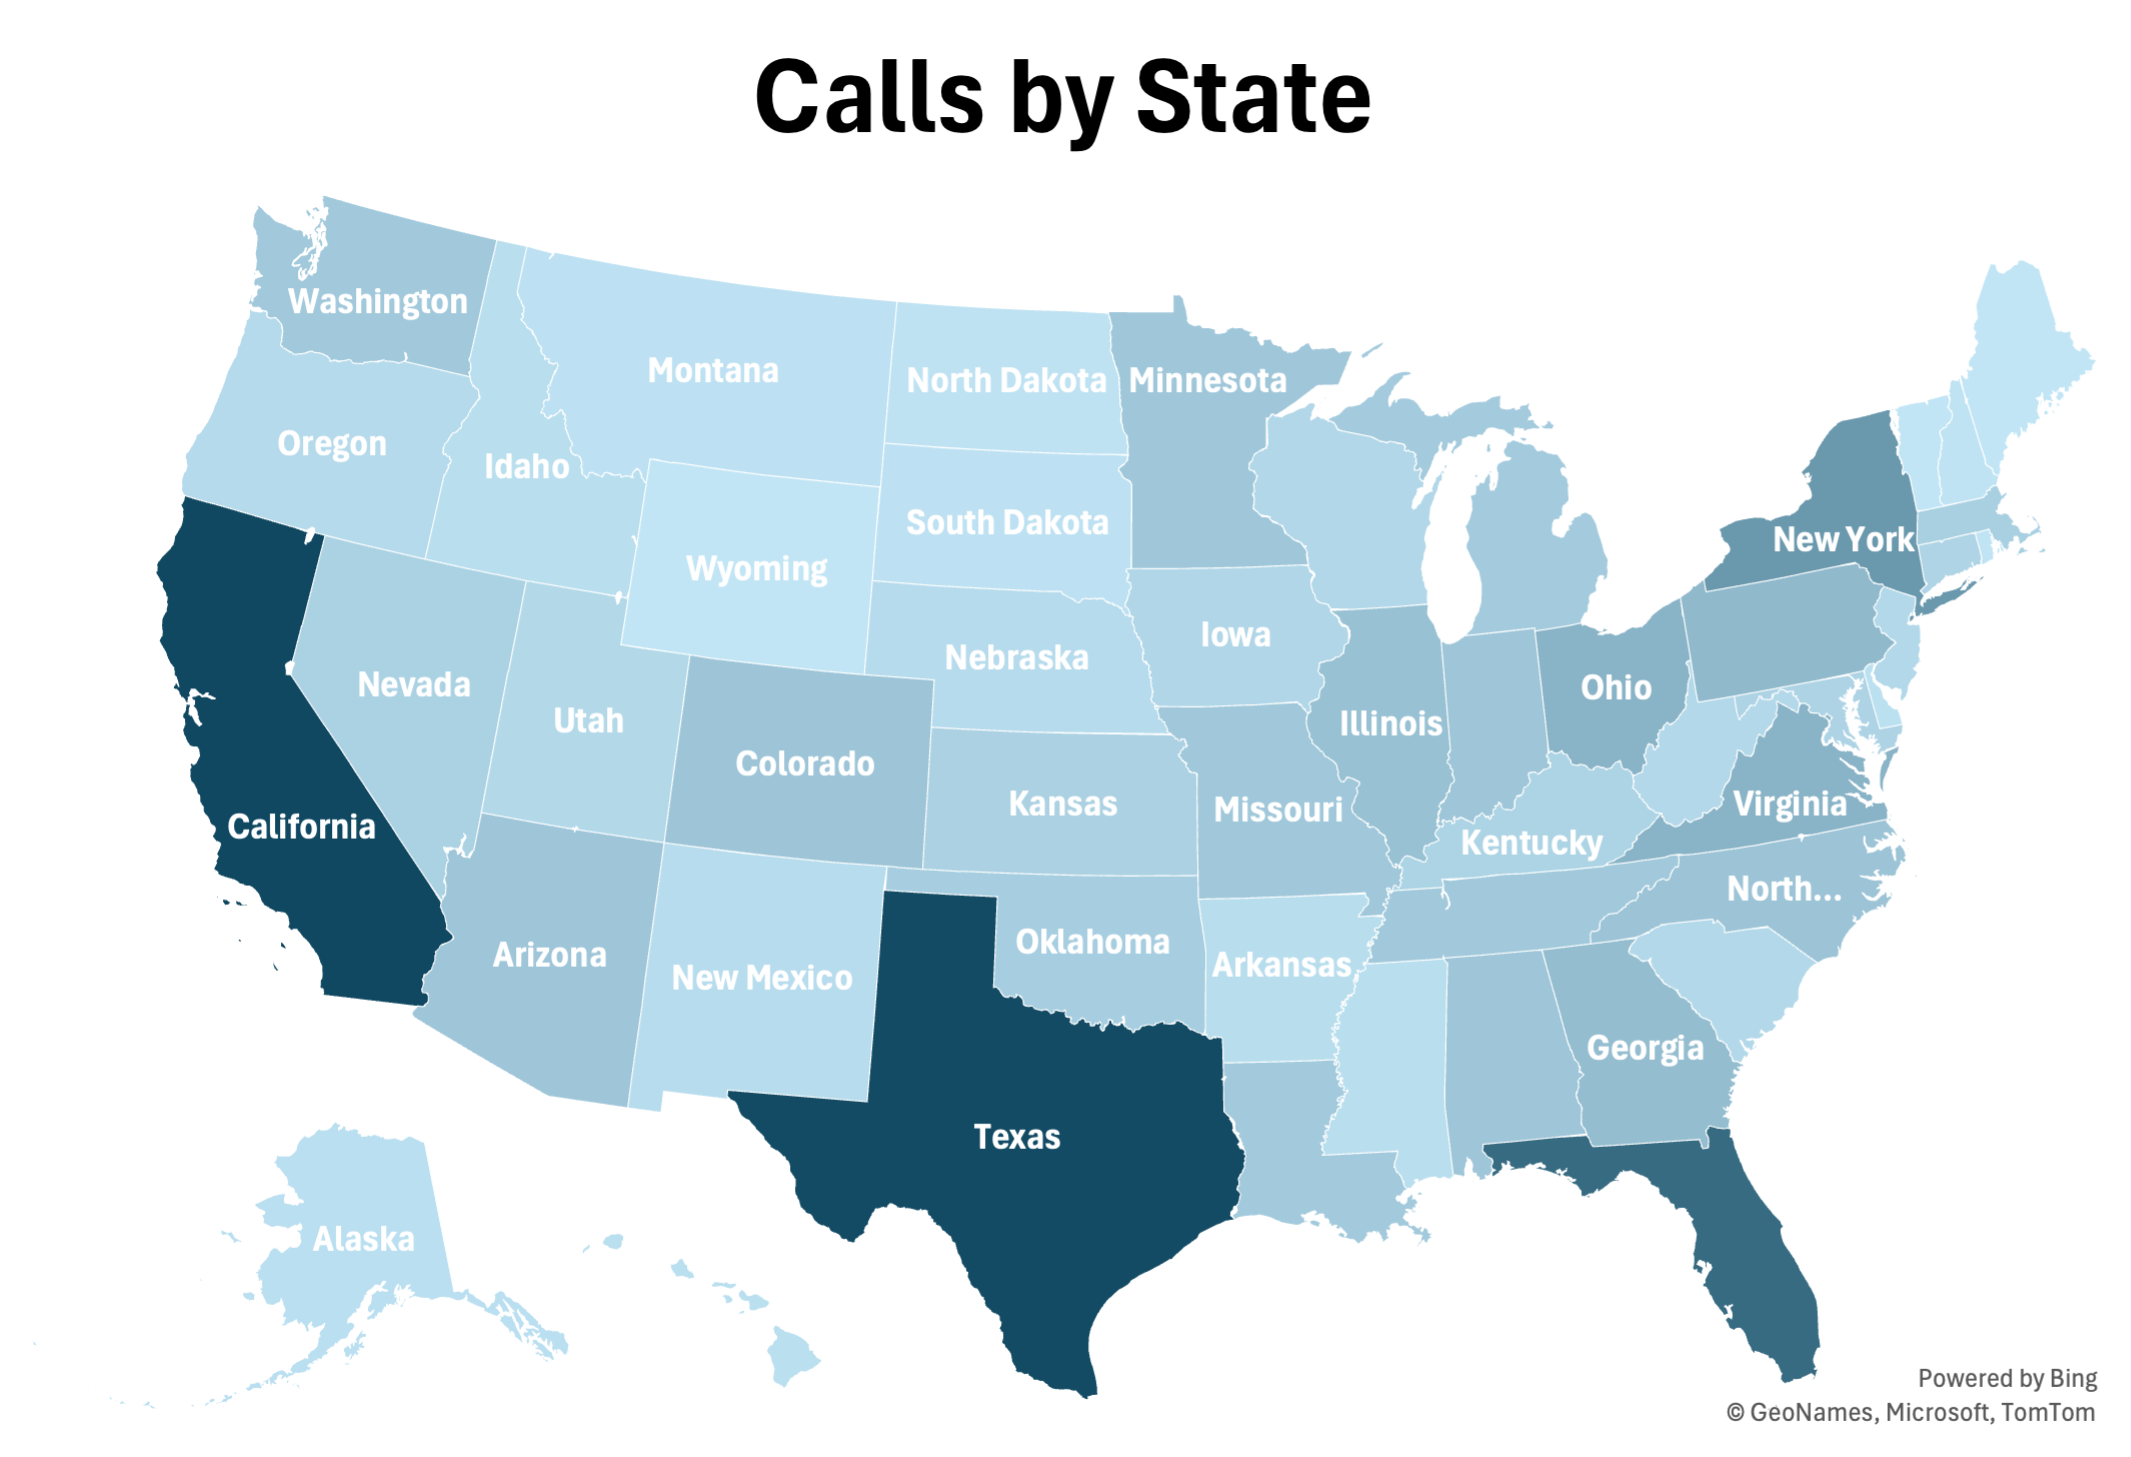 Calls by State
Washington
Montana
North Dakota
Minnesota
Oregon
Idaho
South Dakota
New York
Wyoming
Iowa
Nebraska
Nevada
Ohio
Utah
Illinois
Colorado
Kansas
Virginia
Missouri
California
Kentucky
North...
Oklahoma
Arizona
Arkansas
New Mexico
Georgia
Texas
Alaska
Powered by Bing
© GeoNames, Microsoft, TomTom